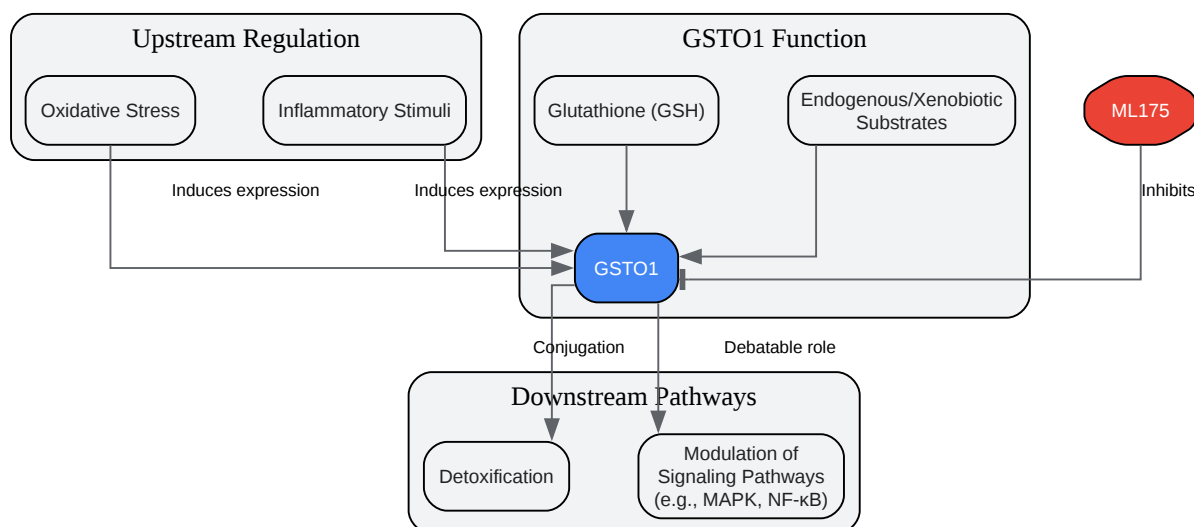 Upstream Regulation
GSTO1 Function
Oxidative Stress
Inflammatory Stimuli
Glutathione (GSH)
Endogenous/Xenobiotic
Substrates
ML175
Induces expression
Induces expression
Inhibits
GSTO1
Conjugation
Debatable role
Downstream Pathways
Detoxification
Modulation of
Signaling Pathways
(e.g., MAPK, NF-κB)